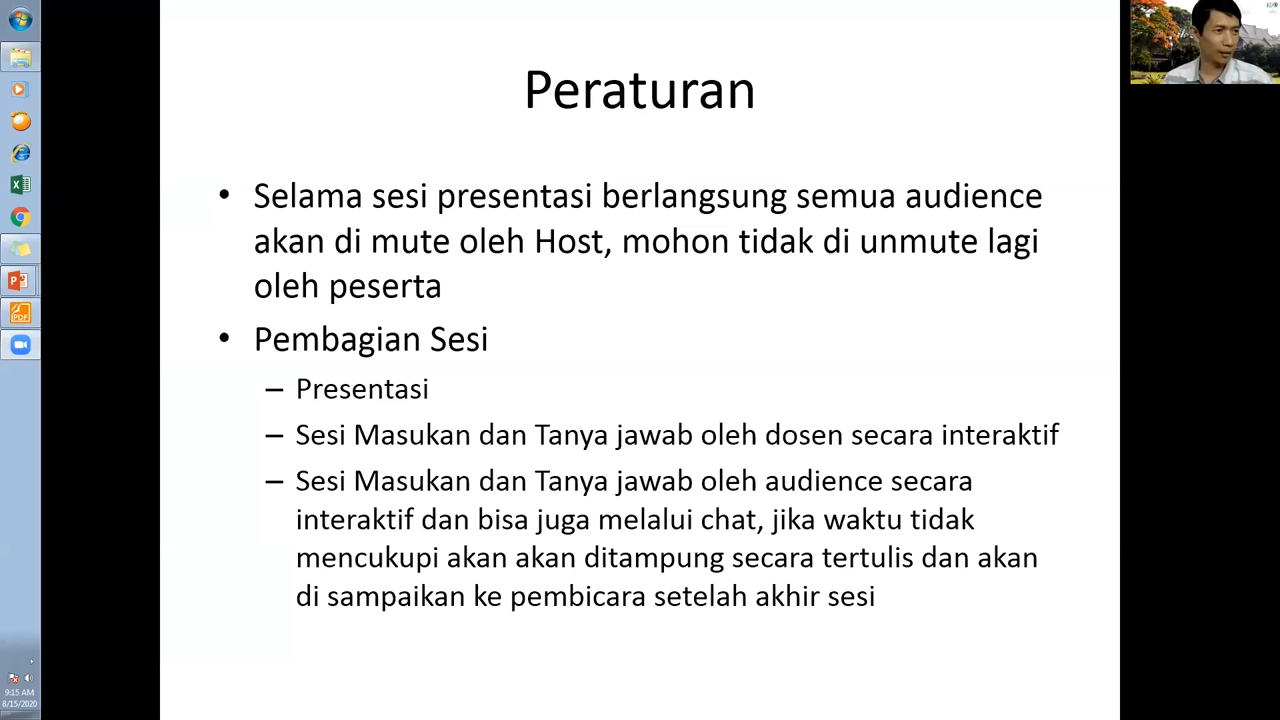 Peraturan
• Selama sesi presentasi berlangsung semua audience
akan di mute oleh Host, mohon tidak di unmute lagi
oleh peserta
• Pembagian Sesi
– Presentasi
– Sesi Masukan dan Tanya jawab oleh dosen secara interaktif
– Sesi Masukan dan Tanya jawab oleh audience secara
interaktif dan bisa juga melalui chat, jika waktu tidak
mencukupi akan akan ditampung secara tertulis dan akan
di sampaikan ke pembicara setelah akhir sesi
PDF
9:15 AM
8/15/2020